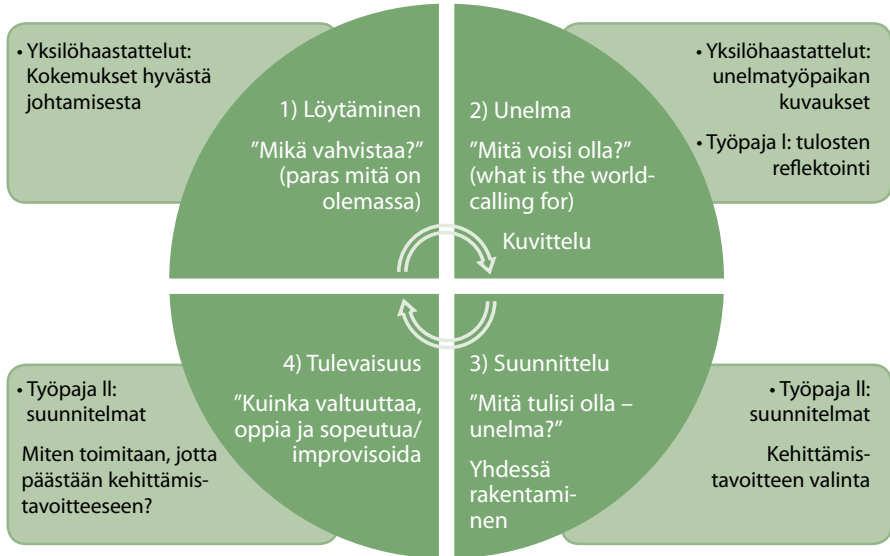 • Yksilöhaastattelut:
Kokemukset hyvästä
johtamisesta
1) Löytäminen
”Mikä vahvistaa?”
(paras mitä on
olemassa)
2) Unelma
”Mitä voisi olla?”
(what is the world-
calling for)
Kuvittelu
• Yksilöhaastattelut:
unelmatyöpaikan
kuvaukset
• Työpaja l: tulosten
reflektointi
• Työpaja ll:
suunnitelmat
Miten toimitaan, jotta
päästään kehittämis-
tavoitteeseen?
4) Tulevaisuus
”Kuinka valtuuttaa,
oppia ja sopeutua/
improvisoida
3) Suunnittelu
”Mitä tulisi olla –
unelma?”
Yhdessä
rakentami-
nen
• Työpaja ll:
suunnitelmat
Kehittämis-
tavoitteen valinta